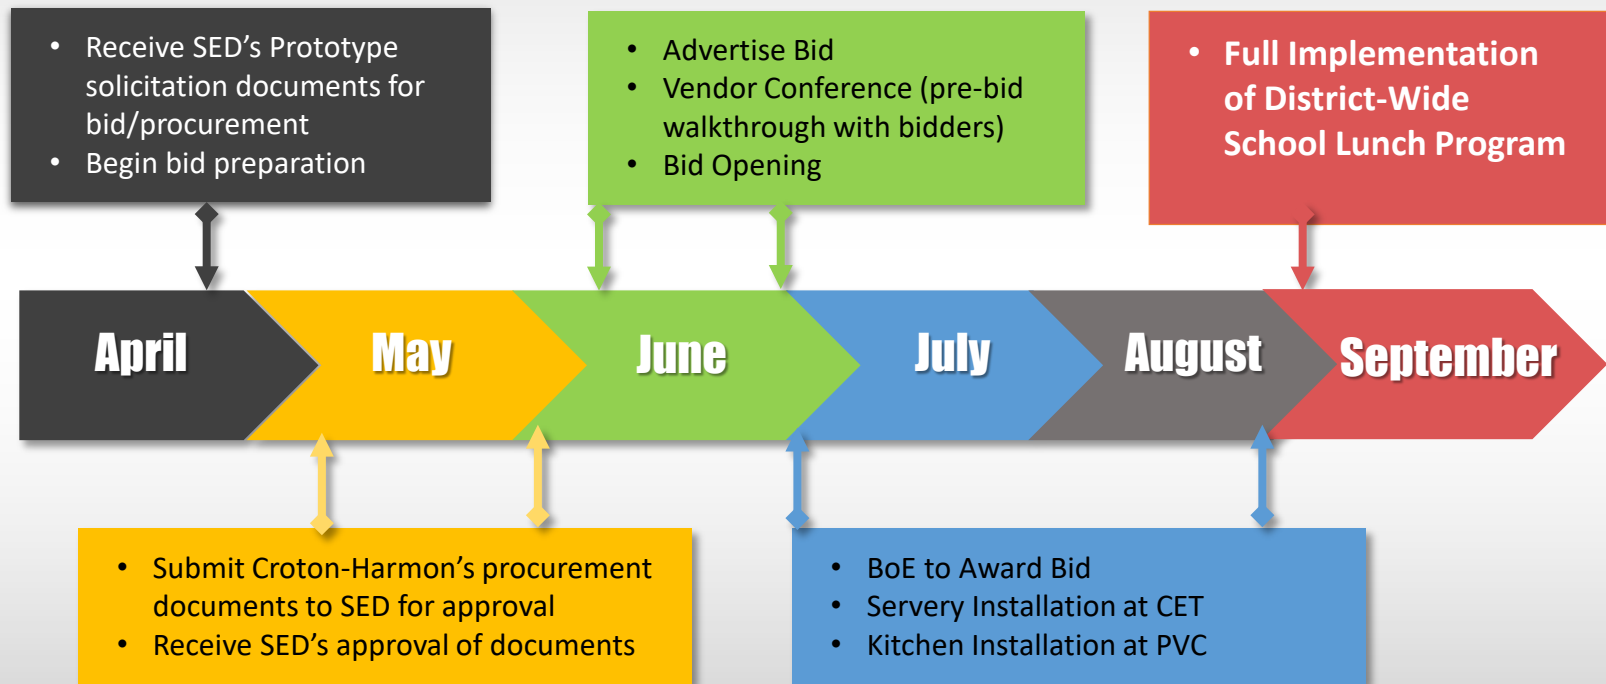 • Receive SED’s Prototype
solicitation documents for
bid/procurement
• Begin bid preparation
• Advertise Bid
• Vendor Conference (pre-bid
walkthrough with bidders)
• Bid Opening
• Full Implementation
of District-Wide
School Lunch Program
April
May
June
July
August
September
• Submit Croton-Harmon’s procurement
documents to SED for approval
• Receive SED’s approval of documents
• BoE to Award Bid
• Servery Installation at CET
• Kitchen Installation at PVC